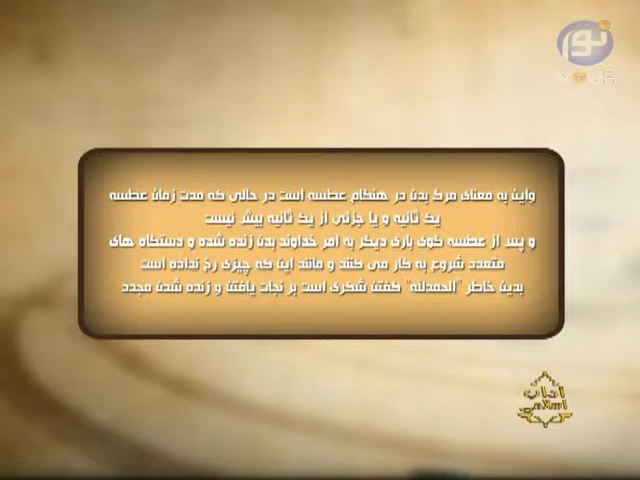 نور
NOUR
واین به معنای مرگ بدن در هنگام عطسه است در حالی که مدت زمان عطسه
یک ثانیه و یا جزئی از یک ثانیه بیش نیست
و پس از عطسه گوی باری دیگر به امر خداوند بدن زنده شده و دستگاه های
متعدد شروع به کار می کنند و مانند این که چیزی رخ نداده است
بدین خاطر "الحمدلله" گفتن شکری است بر نجات یافتن و زنده شدن مجدد
آداب
اسلامی